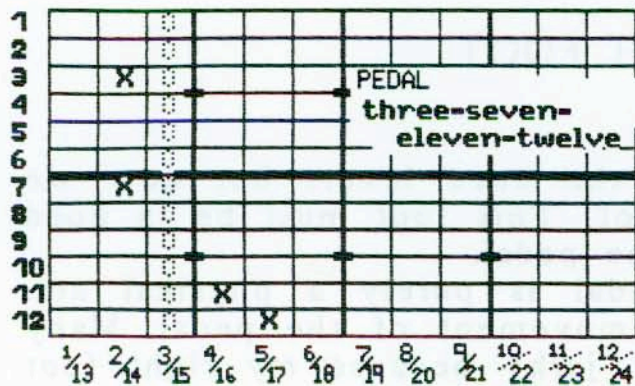 1
2
3 X
4 PEDAL
three-seven-
eleven-twelve
5
6
7 X
8
9
10
11 X
12 X
1/13 2/14 3/15 4/16 5/17 6/18 7/19 8/20 9/21 10/22 11/23 12/24